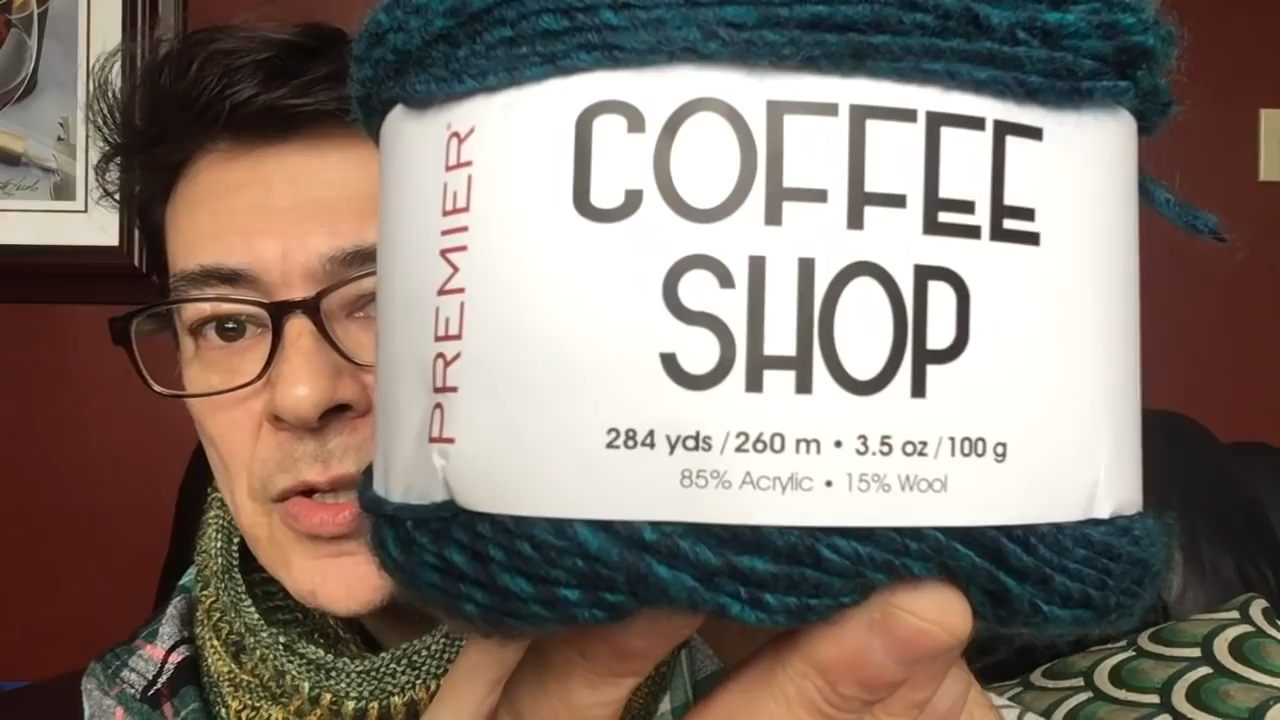 PREMIER®
COFFEE
SHOP
284 yds / 260 m • 3.5 oz / 100 g
85% Acrylic • 15% Wool